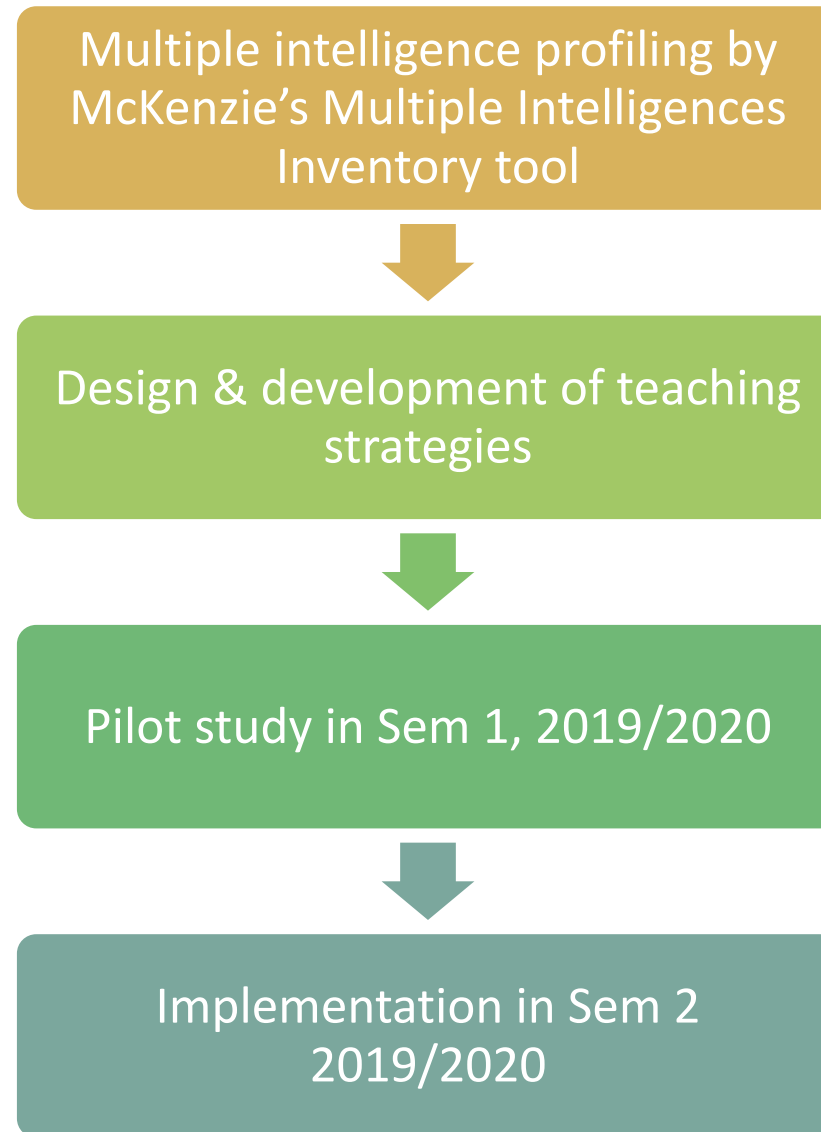 Multiple intelligence profiling by
McKenzie’s Multiple Intelligences
Inventory tool
Design & development of teaching
strategies
Pilot study in Sem 1, 2019/2020
Implementation in Sem 2
2019/2020